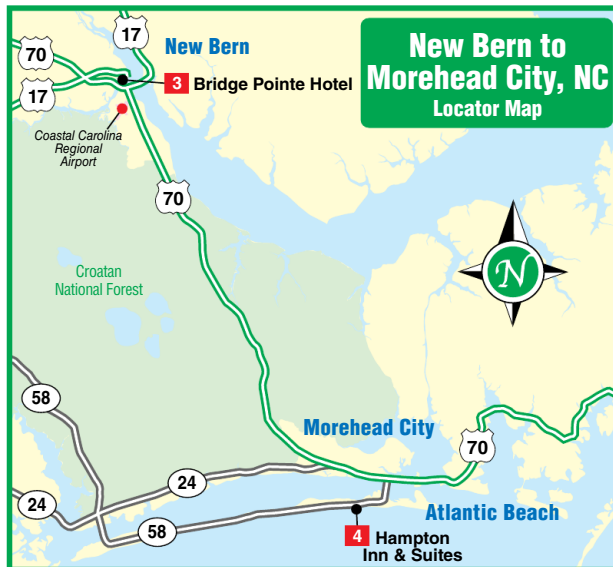 New Bern to
Morehead City, NC
Locator Map
17
70
New Bern
3 Bridge Pointe Hotel
17
Coastal Carolina
Regional
Airport
70
N
Croatan
National Forest
58
Morehead City
70
24
24
Atlantic Beach
58
4 Hampton
Inn & Suites